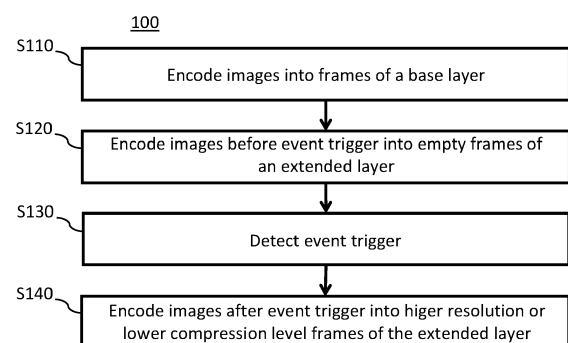 100
S110
Encode images into frames of a base layer
S120
Encode images before event trigger into empty frames of
an extended layer
S130
Detect event trigger
S140
Encode images after event trigger into higer resolution or
lower compression level frames of the extended layer